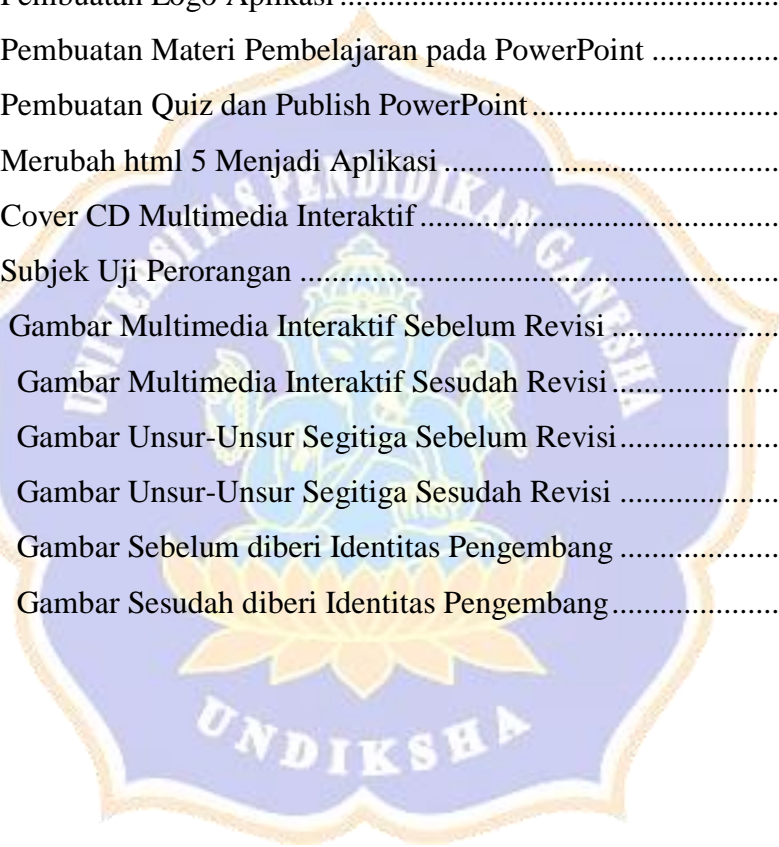 Pembuatan Logo Aplikasi ................................................
Pembuatan Materi Pembelajaran pada PowerPoint ..............
Pembuatan Quiz dan Publish PowerPoint ............................
Merubah html 5 Menjadi Aplikasi ......................................
Cover CD Multimedia Interaktif .........................................
Subjek Uji Perorangan ......................................................
Gambar Multimedia Interaktif Sebelum Revisi ...................
Gambar Multimedia Interaktif Sesudah Revisi ...................
Gambar Unsur-Unsur Segitiga Sebelum Revisi ..................
Gambar Unsur-Unsur Segitiga Sesudah Revisi ..................
Gambar Sebelum diberi Identitas Pengembang ..................
Gambar Sesudah diberi Identitas Pengembang ...................
UNIVERSITAS PENDIDIKAN GANESHA
UNDIKSHA